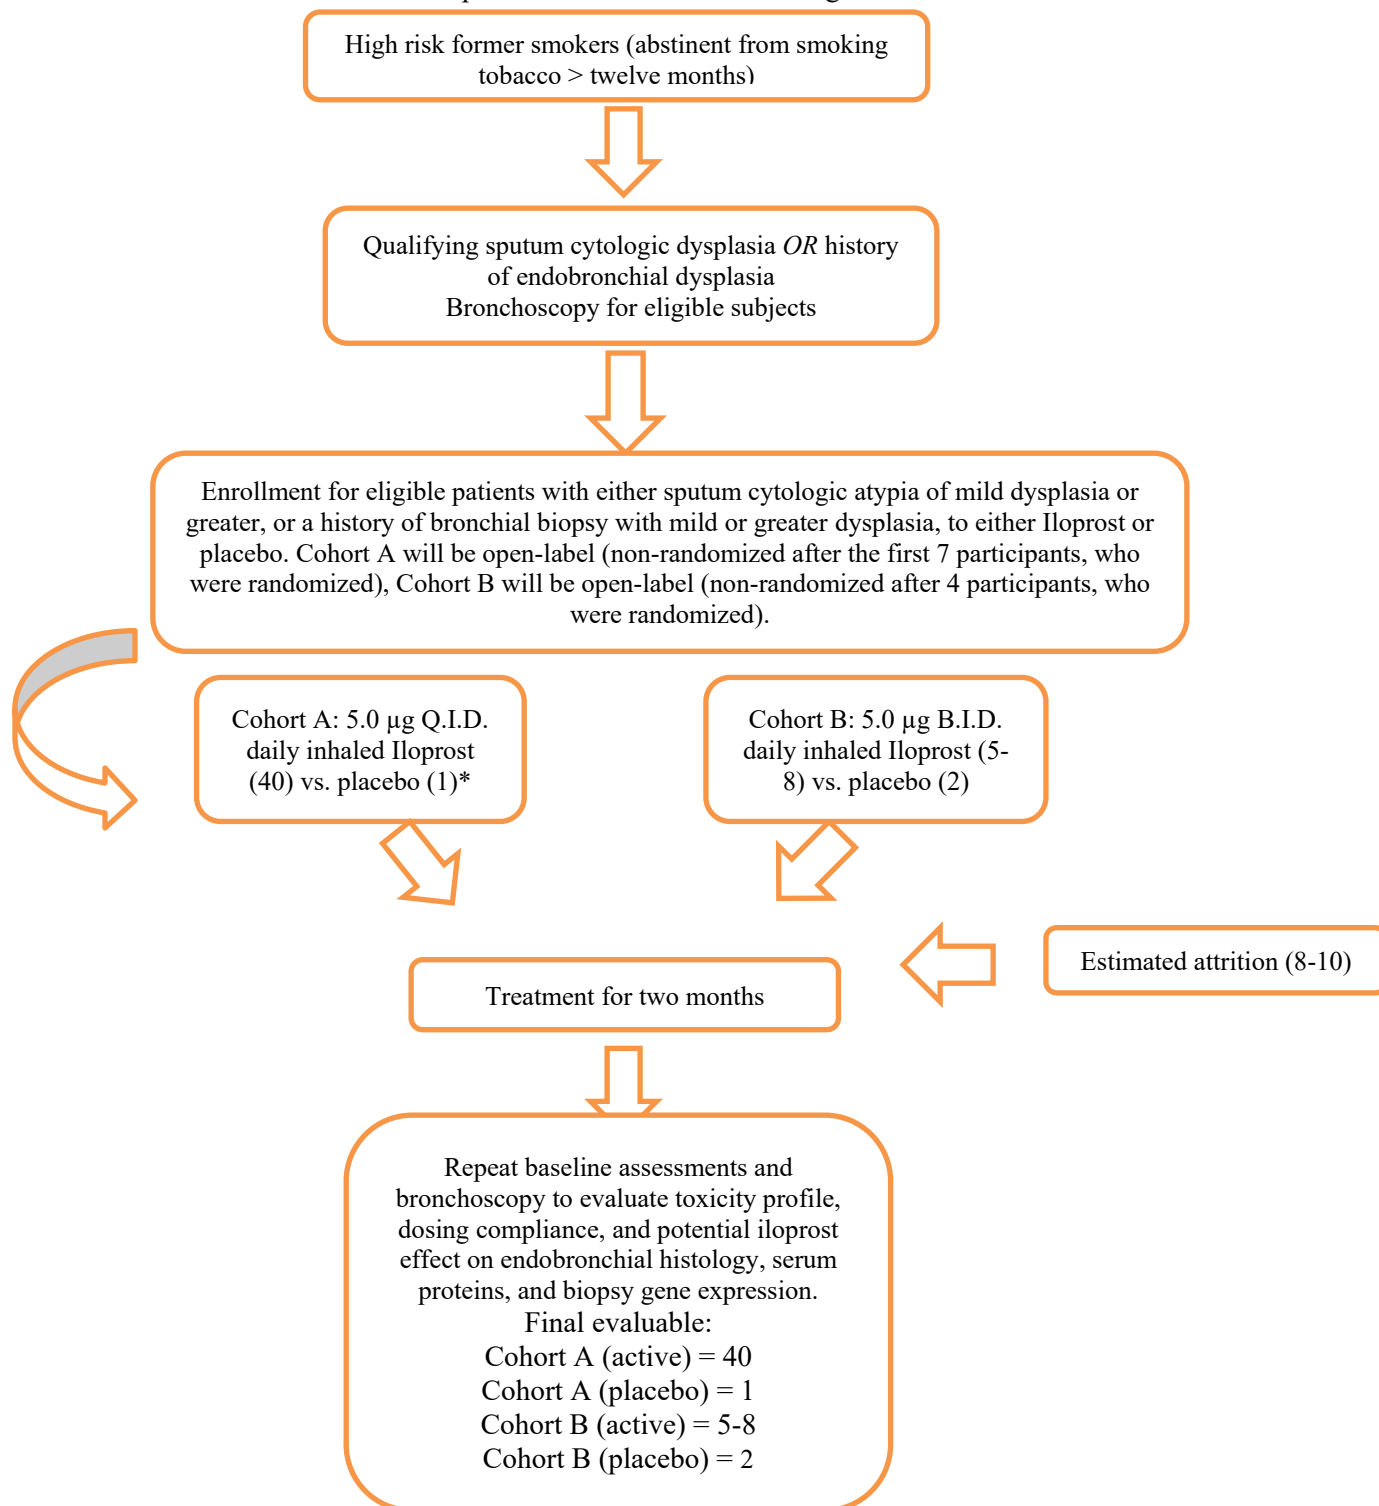 High risk former smokers (abstinent from smoking
tobacco > twelve months)
Qualifying sputum cytologic dysplasia OR history
of endobronchial dysplasia
Bronchoscopy for eligible subjects
Enrollment for eligible patients with either sputum cytologic atypia of mild dysplasia or
greater, or a history of bronchial biopsy with mild or greater dysplasia, to either Iloprost or
placebo. Cohort A will be open-label (non-randomized after the first 7 participants, who
were randomized), Cohort B will be open-label (non-randomized after 4 participants, who
were randomized).
Cohort A: 5.0 µg Q.I.D.
daily inhaled Iloprost
(40) vs. placebo (1)*
Cohort B: 5.0 µg B.I.D.
daily inhaled Iloprost (5-
8) vs. placebo (2)
Estimated attrition (8-10)
Treatment for two months
Repeat baseline assessments and
bronchoscopy to evaluate toxicity profile,
dosing compliance, and potential iloprost
effect on endobronchial histology, serum
proteins, and biopsy gene expression.
Final evaluable:
Cohort A (active) = 40
Cohort A (placebo) = 1
Cohort B (active) = 5-8
Cohort B (placebo) = 2